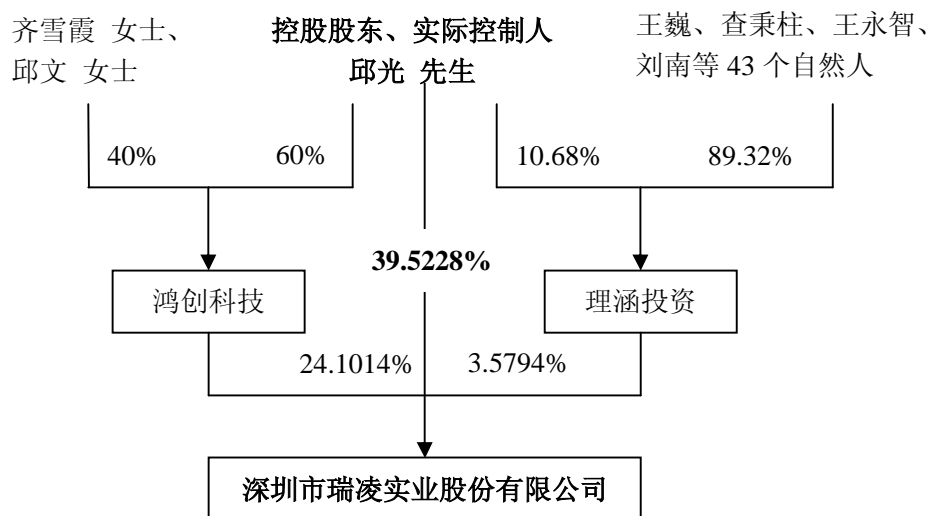 齐雪霞 女士、
邱文 女士
控股股东、实际控制人
邱光 先生
王巍、查秉柱、王永智、
刘南等 43 个自然人
40%
60%
10.68%
89.32%
39.5228%
鸿创科技
理涵投资
24.1014%
3.5794%
深圳市瑞凌实业股份有限公司